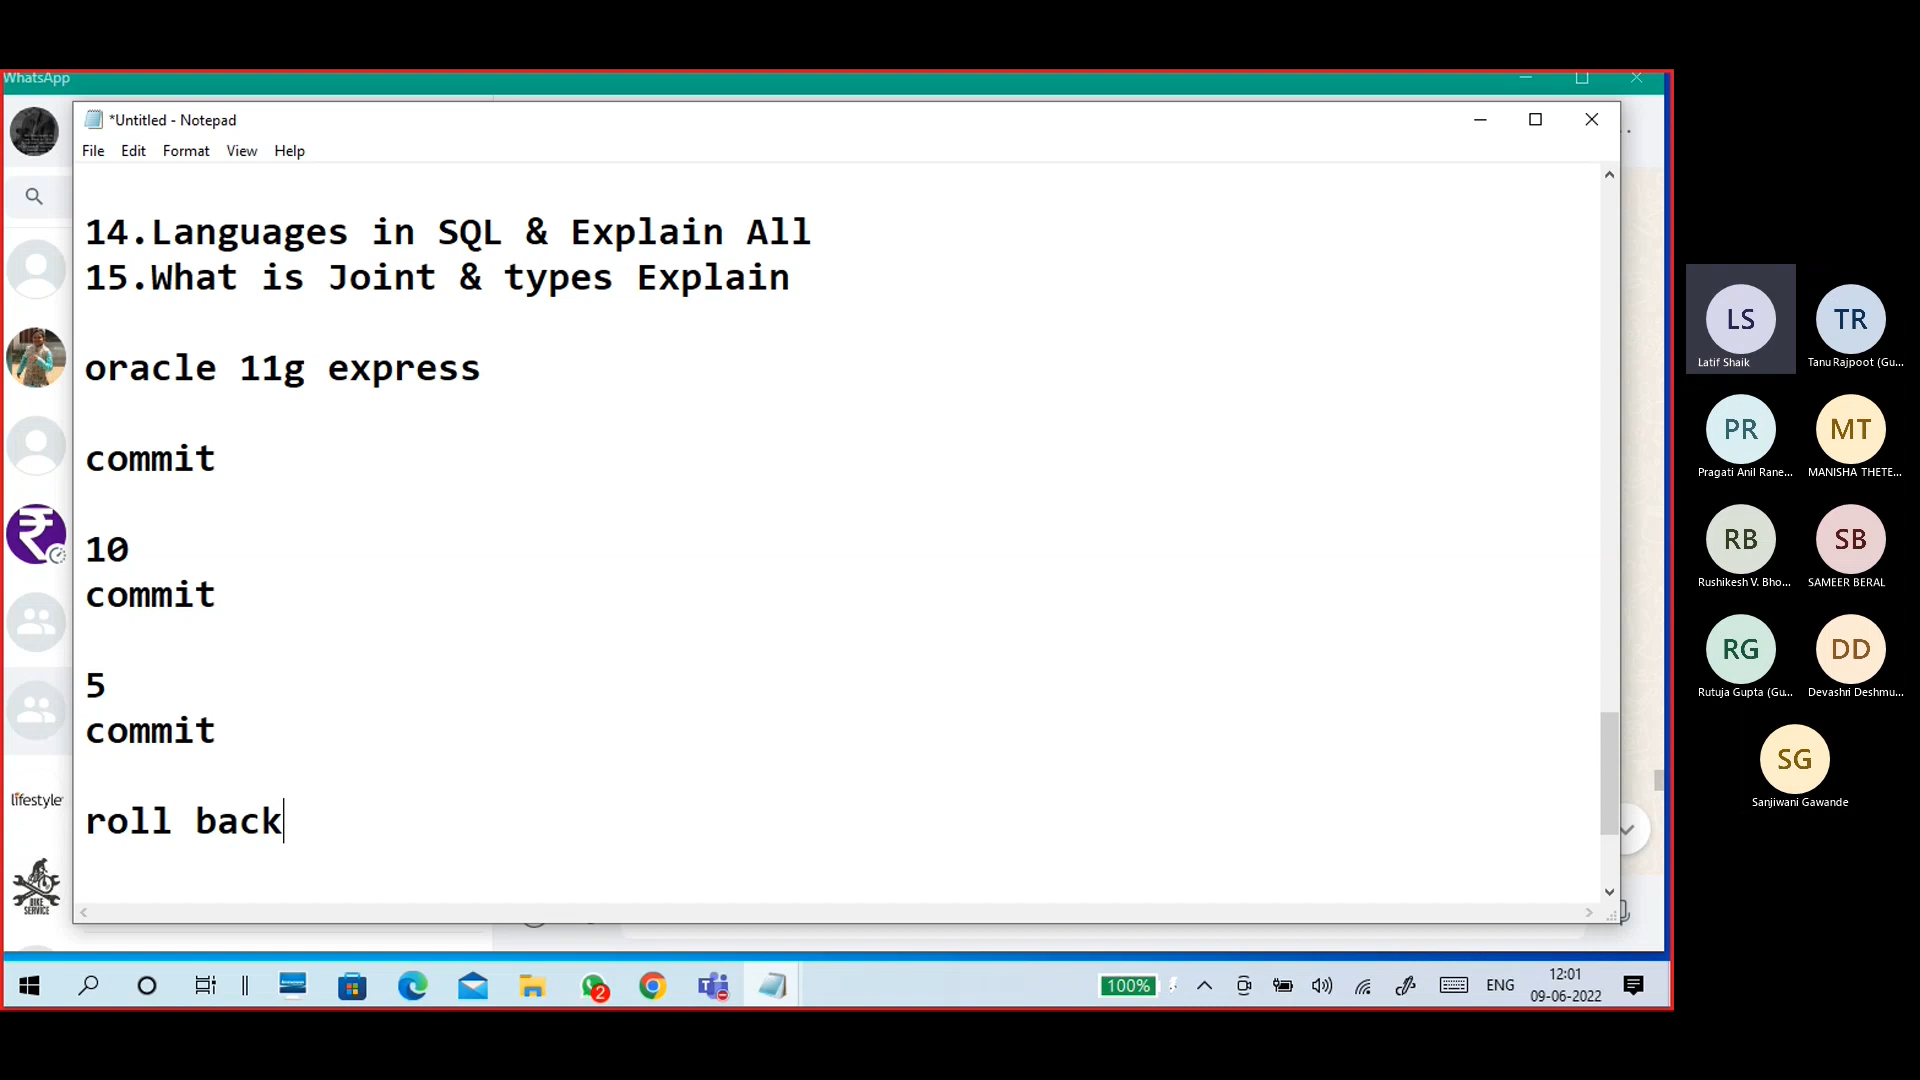 WhatsApp
*Untitled - Notepad
File Edit Format View Help
14.Languages in SQL & Explain All
15.What is Joint & types Explain
oracle 11g express
commit
10
commit
5
commit
roll back
lifestyle
BIKE
SERVICE
LS
Latif Shaik
TR
Tanu Rajpoot (Gu...
PR
Pragati Anil Rane...
MT
MANISHA THETE...
RB
Rushikesh V. Bho...
SB
SAMEER BERAL
RG
Rutuja Gupta (Gu...
DD
Devashri Deshmu...
SG
Sanjiwani Gawande
2
100%
ENG
12:01
09-06-2022